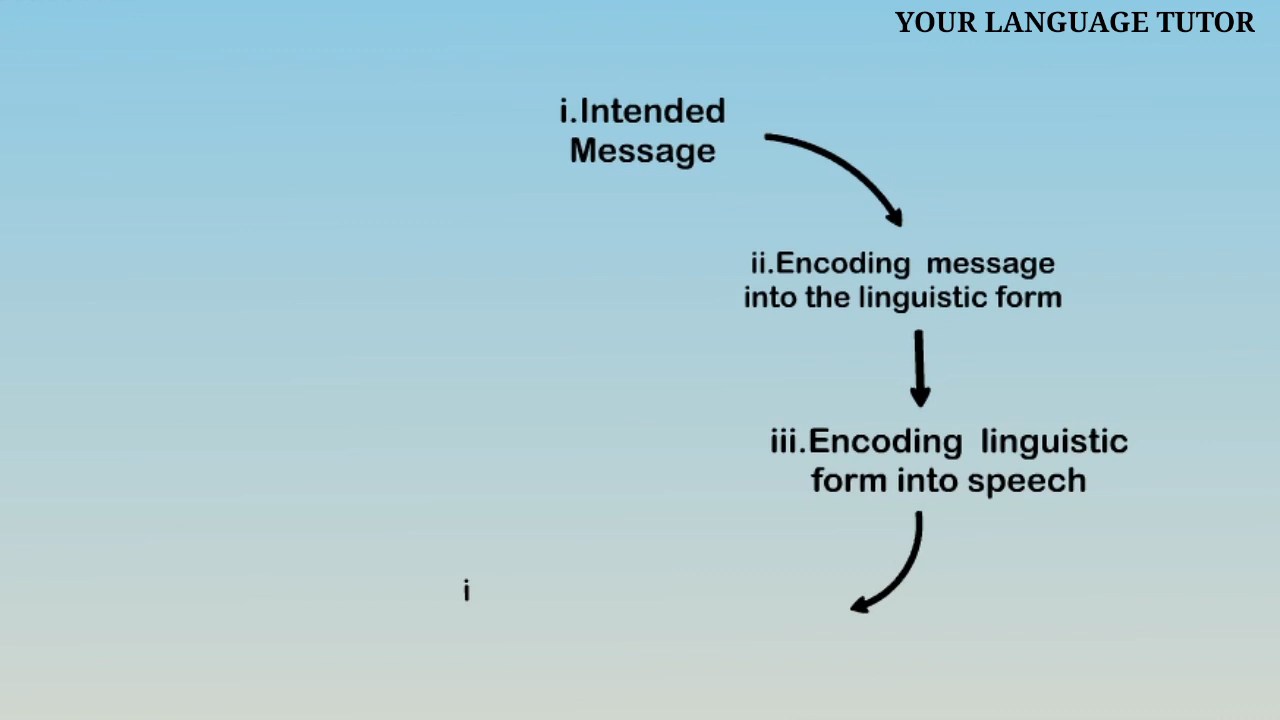 YOUR LANGUAGE TUTOR
i.Intended
Message
ii.Encoding message
into the linguistic form
iii.Encoding linguistic
form into speech
i